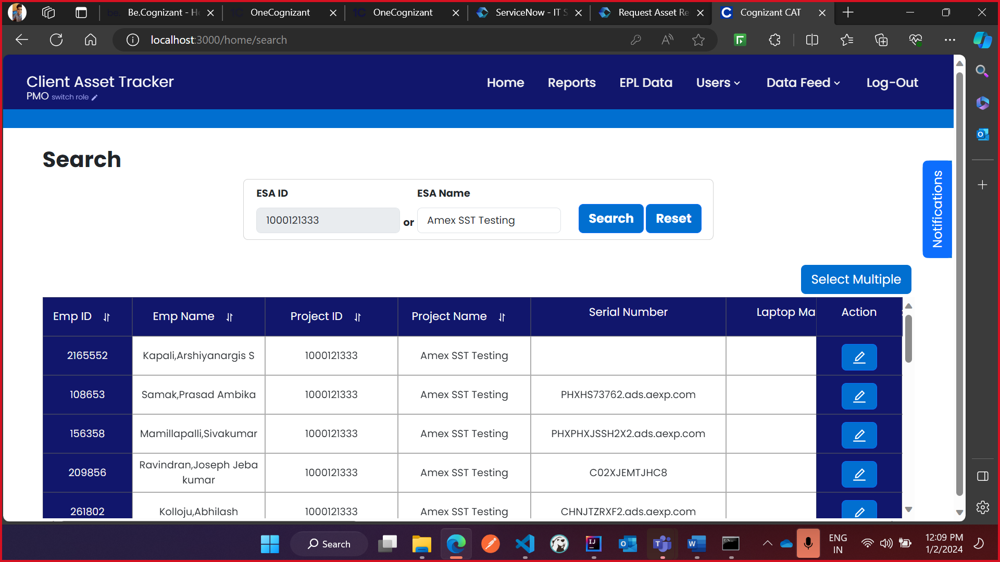 be. Be.Cognizant - H
1C OneCognizant
1C OneCognizant
ServiceNow - IT S
Request Asset Re
C Cognizant CAT
localhost:3000/home/search
Client Asset Tracker
PMO switch role
Home Reports EPL Data Users Data Feed Log-Out
Search
Notifications
ESA ID ESA Name
1000121333 or Amex SST Testing Search Reset
Select Multiple
Emp ID Emp Name Project ID Project Name Serial Number Laptop Ma Action
2165552 Kapali,Arshiyanargis S 1000121333 Amex SST Testing
108653 Samak,Prasad Ambika 1000121333 Amex SST Testing PHXHS73762.ads.aexp.com
156358 Mamillapalli,Sivakumar 1000121333 Amex SST Testing PHXPHXJSSH2X2.ads.aexp.com
209856 Ravindran,Joseph Jeba kumar 1000121333 Amex SST Testing C02XJEMTJHC8
261802 Kolloju,Abhilash 1000121333 Amex SST Testing CHNJTZRXF2.ads.aexp.com
Search
ENG
IN
12:09 PM
1/2/2024